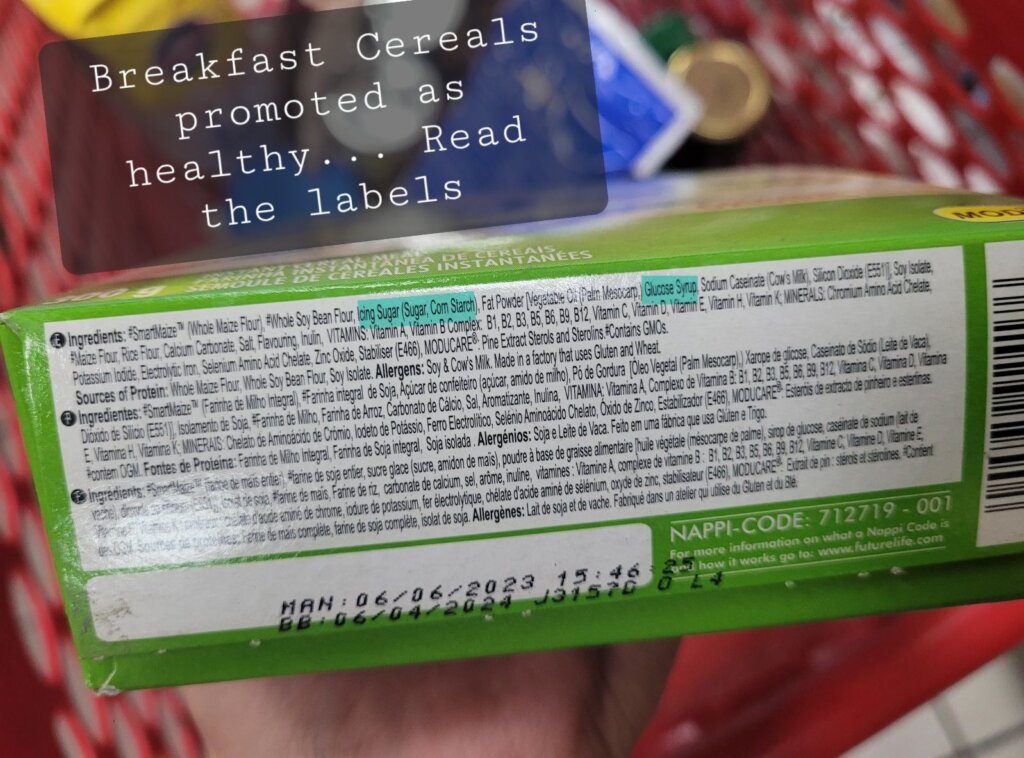 Breakfast Cereals
promoted as
healthy... Read
the labels
SEMOULE DE CÉRÉALES INSTANTANÉES
MOD
Ingredients: #SmartMaize™ (Whole Maize Flour), #Whole Soy Bean Flour, Icing Sugar (Sugar, Corn Starch), Fat Powder [Vegetable Oil (Palm Mesocarp), Glucose Syrup, Sodium Caseinate (Cow's Milk), Silicon Dioxide (E551)], Soy Isolate,
#Maize Flour, Rice Flour, Calcium Carbonate, Salt, Flavouring, Inulin, VITAMINS: Vitamin A, Vitamin B Complex: B1, B2, B3, B5, B6, B9, B12, Vitamin C, Vitamin D, Vitamin E, Vitamin H, Vitamin K; MINERALS: Chromium Amino Acid Chelate,
Potassium Iodide, Electrolytic Iron, Selenium Amino Acid Chelate, Zinc Oxide, Stabiliser (E466), MODUCARE®: Pine Extract Sterols and Sterolins. #Contains GMOs.
Sources of Protein: Whole Maize Flour, Whole Soy Bean Flour, Soy Isolate. Allergens: Soy & Cow's Milk. Made in a factory that uses Gluten and Wheat.
Ingredientes: #SmartMaize™ (Farinha de Milho Integral), #Farinha integral de Soja, Açúcar de confeiteiro (açúcar, amido de milho), Pó de Gordura [Óleo Vegetal (Palm Mesocarp), Xarope de glicose, Caseinato de Sódio (Leite de Vaca),
Dióxido de Silício (E551)], Isolamento de Soja, #Farinha de Milho, Farinha de Arroz, Carbonato de Cálcio, Sal, Aromatizante, Inulina, VITAMINA: Vitamina A, Complexo de Vitamina B: B1, B2, B3, B5, B6, B9, B12, Vitamina C, Vitamina D, Vitamina
E, Vitamina H, Vitamina K, MINERAIS: Chelato de Aminoácido de Crómio, Iodeto de Potássio, Ferro Electrolítico, Selénio Aminoácido Chelato, Óxido de Zinco, Estabilizador (E466), MODUCARE®: Esteróis de extracto de pinheiro e esterinas.
#contem OGM. Fontes de Proteína: Farinha de Milho Integral, Farinha de Soja Integral, Soja isolada. Allergénios: Soja e Leite de Vaca. Feito em uma fábrica que usa Gluten e Trigo.
Ingrédients: #SmartMaize™ (farine de maïs entier), #farine de soja entier, sucre glace (sucre, amidon de maïs), poudre à base de graisse alimentaire [huile végétale (mésocarpe de palme), sirop de glucose, caséinate de sodium (lait de
vache), de soja, #farine de maïs, Farine de riz, carbonate de calcium, sel, arôme, inuline, vitamines: Vitamine A, complexe de vitamine B: B1, B2, B3, B5, B6, B9, B12, Vitamine C, Vitamine D, Vitamine E,
chélate d'acide aminé de chrome, iodure de potassium, fer électrolytique, chélate d'acide aminé de sélénium, oxyde de zinc, stabilisateur (E466), MODUCARE®: Extrait de pin: stérols et stérolines. #Content
des OGM. Sources de protéines: Farine de maïs complète, farine de soja complète, isolat de soja. Allergènes: Lait de soja et de vache. Fabriqué dans un atelier qui utilise du Gluten et du Blé.
NAPPI-CODE: 712719 - 001
For more information on what a Nappi Code is
and how it works go to: www.futurelife.com
MAN:06/06/2023 15:46
BB:06/04/2024 J3157D 0 L4